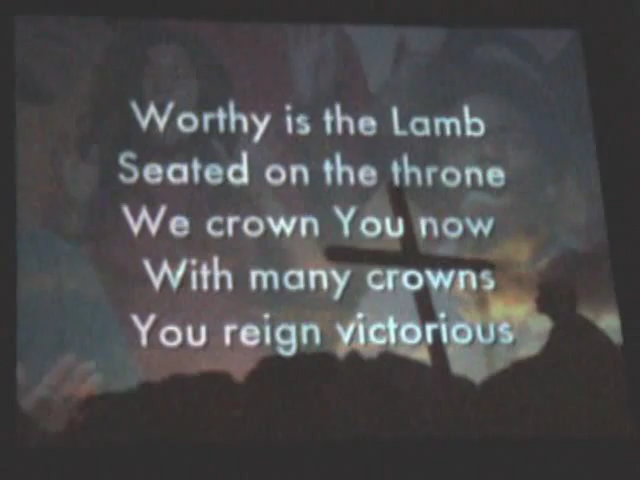 Worthy is the Lamb
Seated on the throne
We crown You now
With many crowns
You reign victorious